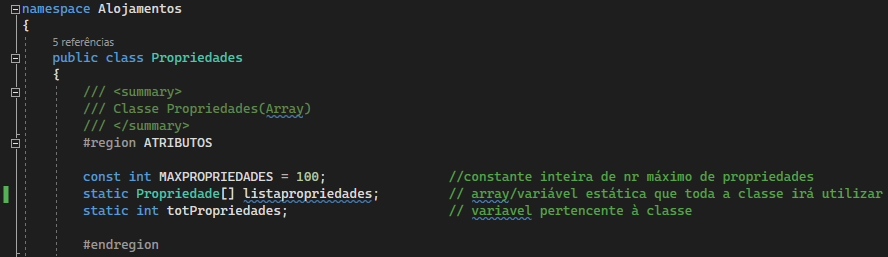 namespace Alojamentos
{
5 referências
public class Propriedades
{
/// <summary>
/// Classe Propriedades(Array)
/// </summary>
#region ATRIBUTOS
const int MAXPROPRIEDADES = 100; //constante inteira de nr máximo de propriedades
static Propriedade[] listapropriedades; // array/variável estática que toda a classe irá utilizar
static int totPropriedades; // variavel pertencente à classe
#endregion